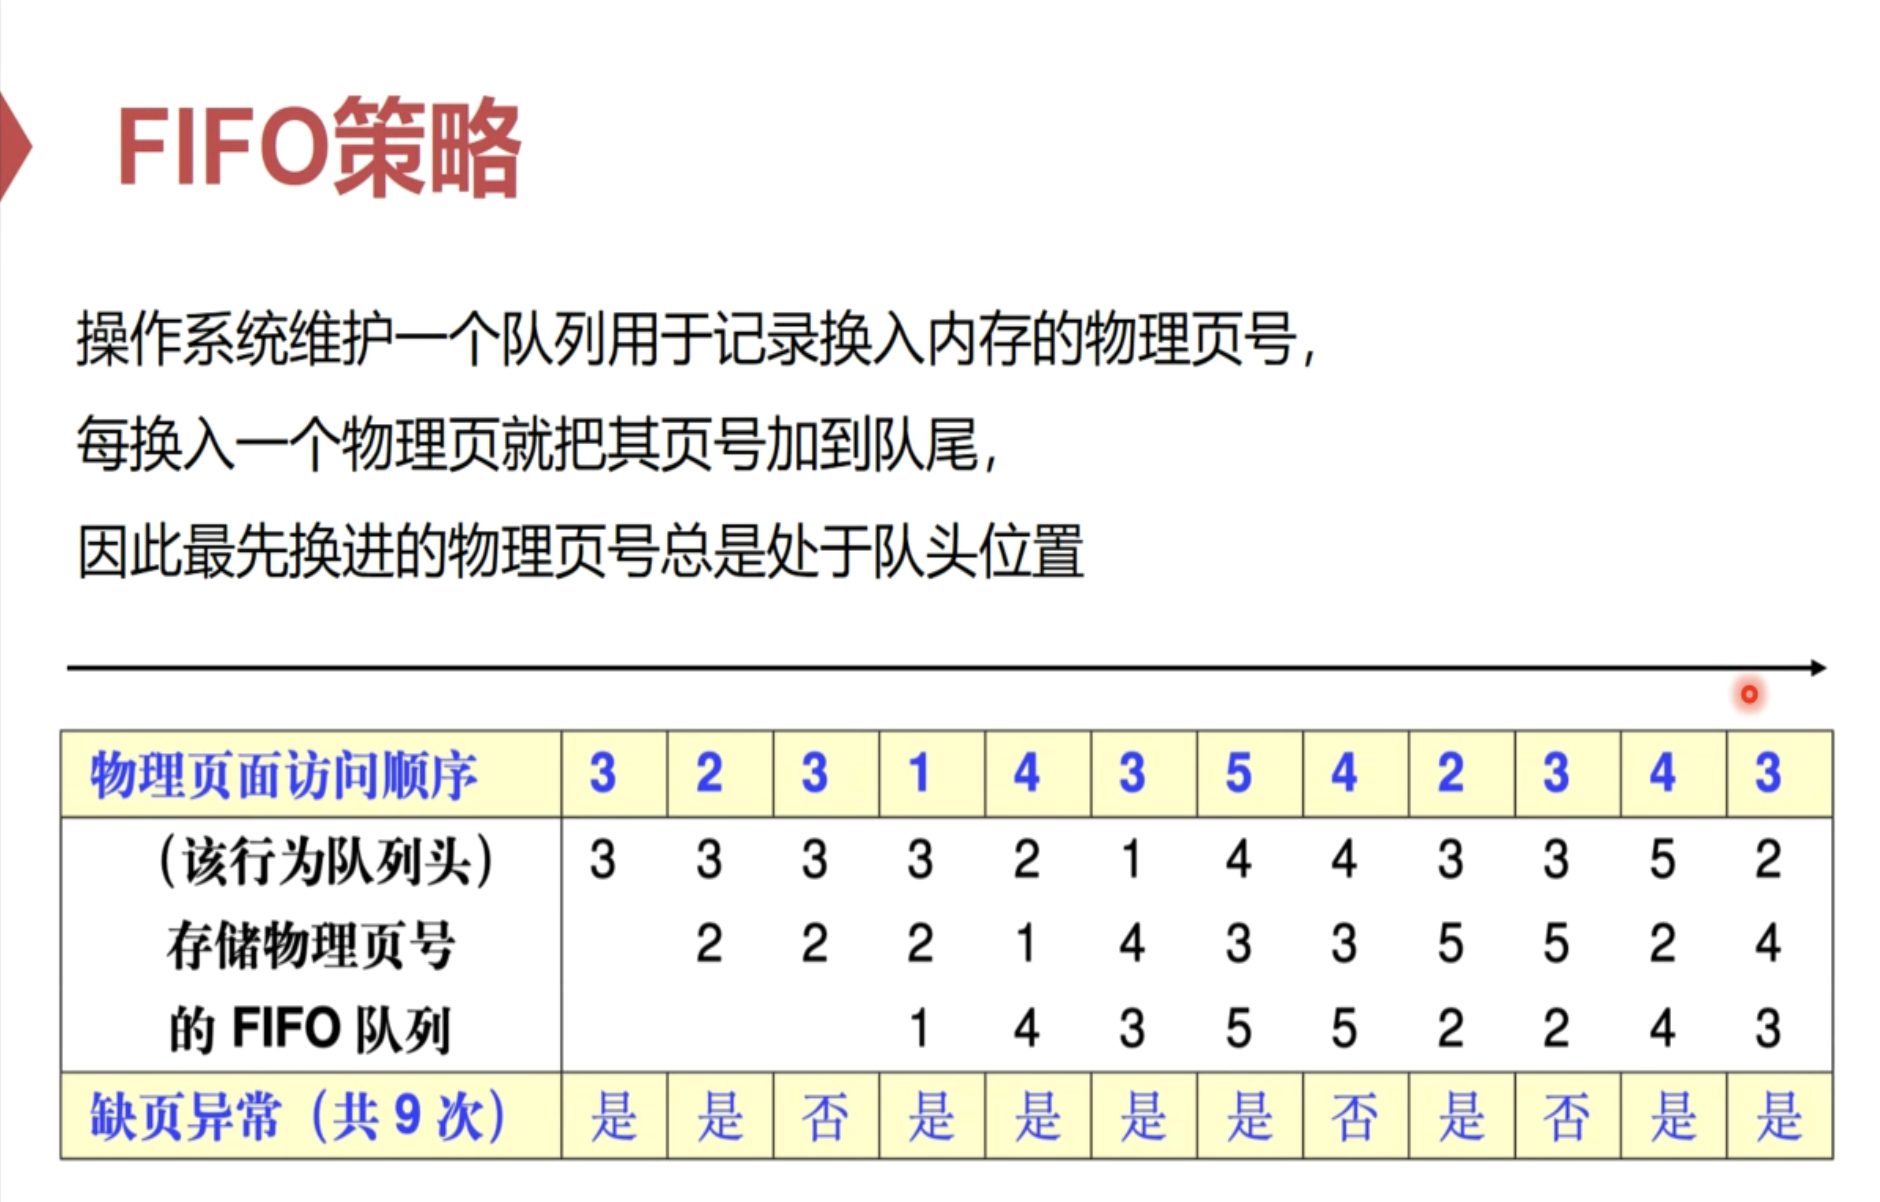 FIFO策略
操作系统维护一个队列用于记录换入内存的物理页号，
每换入一个物理页就把其页号加到队尾，
因此最先换进的物理页号总是处于队头位置
物理页面访问顺序 3 2 3 1 4 3 5 4 2 3 4 3
（该行为队列头） 3 3 3 3 2 1 4 4 3 3 5 2
存储物理页号 2 2 2 1 4 3 3 5 5 2 4
的 FIFO 队列 1 4 3 5 5 2 2 4 3
缺页异常（共 9 次） 是 是 否 是 是 是 是 否 是 否 是 是